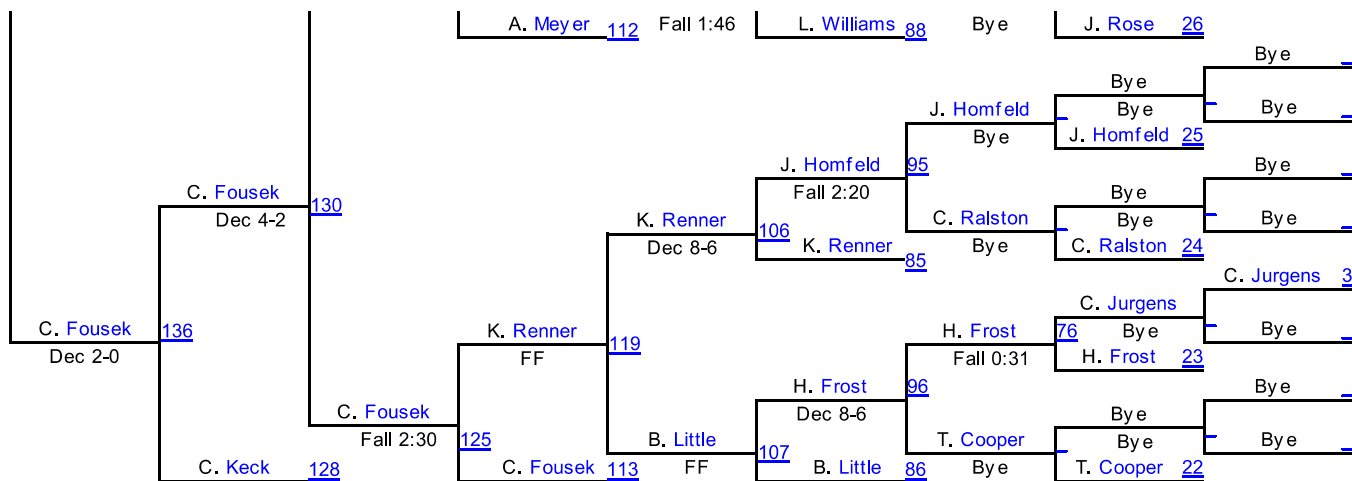 A. Meyer 112 Fall 1:46 L. Williams 88 Bye J. Rose 26
Bye
Bye
J. Homfeld Bye Bye
Bye J. Homfeld 25
J. Homfeld 95 Bye
C. Fousek Fall 2:20 Bye
Dec 4-2 130 K. Renner C. Ralston Bye Bye
Dec 8-6 106 K. Renner 85 Bye C. Ralston 24
C. Jurgens 3
C. Jurgens
C. Fousek 136 K. Renner 119 H. Frost 76 Bye Bye
Dec 2-0 FF Fall 0:31 H. Frost 23
H. Frost 96 Bye
C. Fousek Dec 8-6 Bye
Fall 2:30 125 B. Little 107 T. Cooper Bye Bye
C. Keck 128 C. Fousek 113 FF B. Little 86 Bye T. Cooper 22